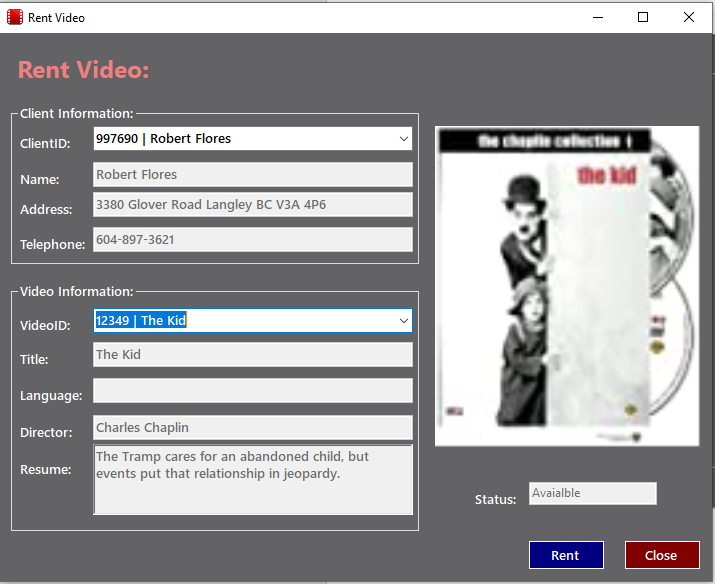 Rent Video
Rent Video:
Client Information:
ClientID:
997690 | Robert Flores
Name:
Robert Flores
Address:
3380 Glover Road Langley BC V3A 4P6
Telephone:
604-897-3621
Video Information:
VideoID:
12349 | The Kid
Title:
The Kid
Language:
Director:
Charles Chaplin
Resume:
The Tramp cares for an abandoned child, but
events put that relationship in jeopardy.
the chaplin collection
the kid
Status:
Avaialble
Rent
Close